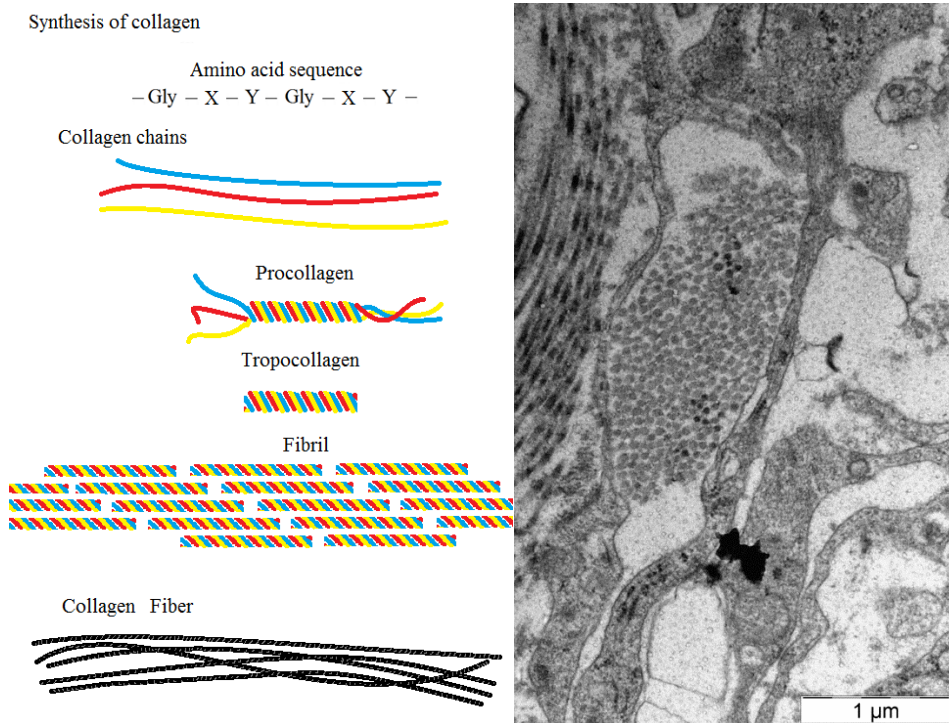 Synthesis of collagen
Amino acid sequence
– Gly – X – Y – Gly – X – Y –
Collagen chains
Procollagen
Tropocollagen
Fibril
Collagen Fiber
1 µm